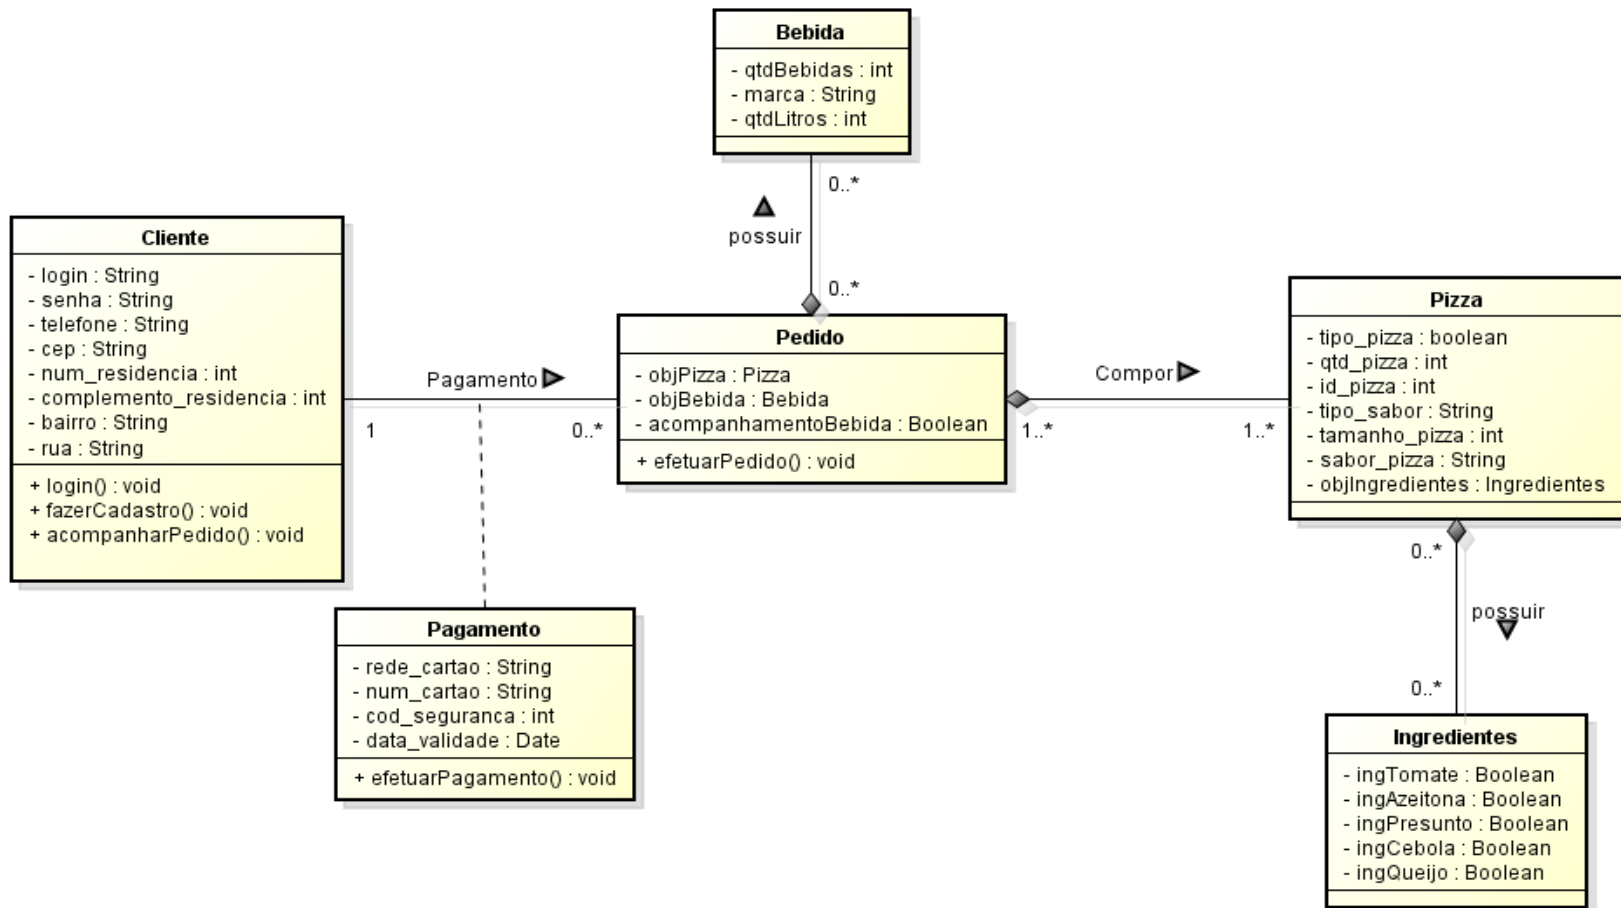 Bebida
- qtdBebidas : int
- marca : String
- qtdLitros : int
0..*
possuir
0..*
Cliente
- login : String
- senha : String
- telefone : String
- cep : String
- num_residencia : int
- complemento_residencia : int
- bairro : String
- rua : String
+ login() : void
+ fazerCadastro() : void
+ acompanharPedido() : void
Pagamento
1
0..*
Pedido
- objPizza : Pizza
- objBebida : Bebida
- acompanhamentoBebida : Boolean
+ efetuarPedido() : void
Compor
1..*
1..*
Pizza
- tipo_pizza : boolean
- qtd_pizza : int
- id_pizza : int
- tipo_sabor : String
- tamanho_pizza : int
- sabor_pizza : String
- objIngredientes : Ingredientes
0..*
possuir
0..*
Pagamento
- rede_cartao : String
- num_cartao : String
- cod_seguranca : int
- data_validade : Date
+ efetuarPagamento() : void
Ingredientes
- ingTomate : Boolean
- ingAzeitona : Boolean
- ingPresunto : Boolean
- ingCebola : Boolean
- ingQueijo : Boolean